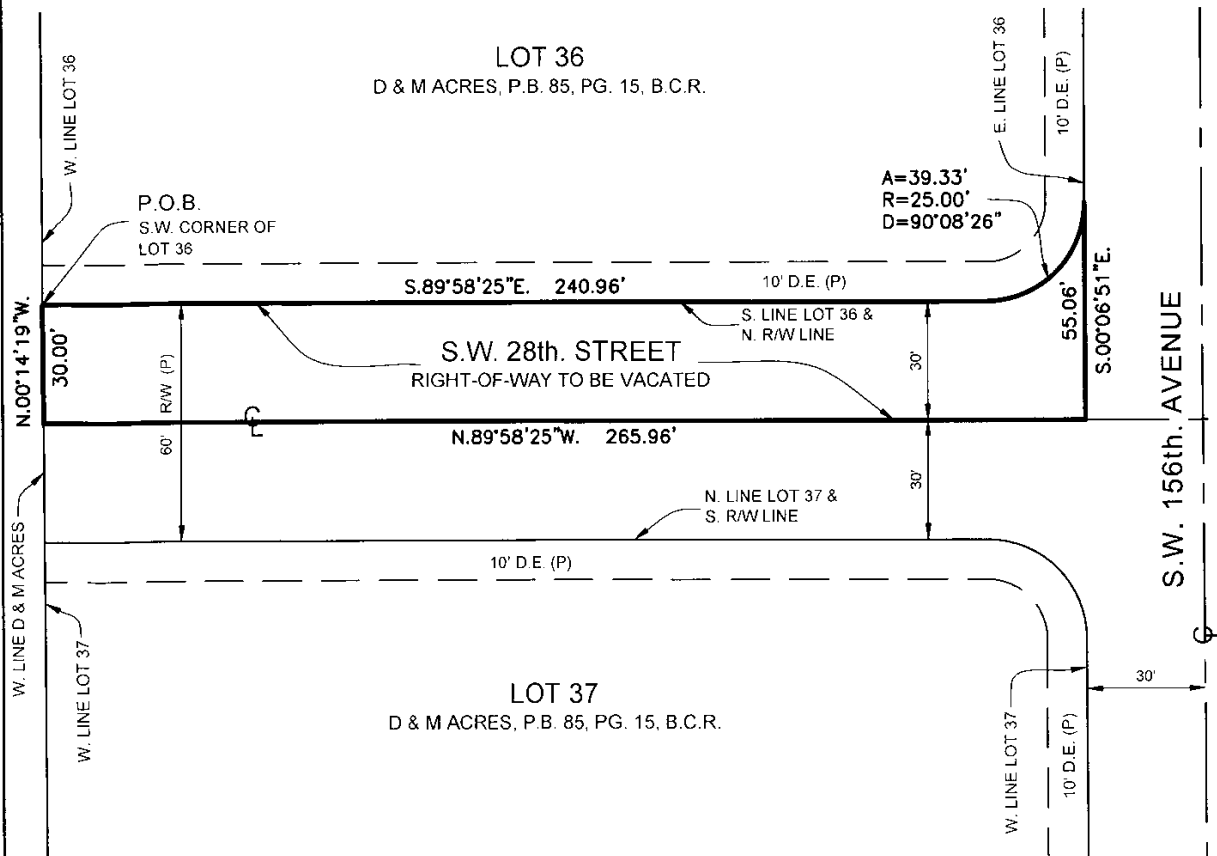 LOT 36
D & M ACRES, P.B. 85, PG. 15, B.C.R.
W. LINE LOT 36
E. LINE LOT 36
10' D.E. (P)
P.O.B.
S.W. CORNER OF
LOT 36
A=39.33'
R=25.00'
D=90°08'26"
S.89°58'25"E. 240.96'
10' D.E. (P)
S. LINE LOT 36 &
N. R/W LINE
N.00°14'19"W.
30.00'
60' R/W (P)
S.W. 28th. STREET
RIGHT-OF-WAY TO BE VACATED
30'
55.06'
S.00°06'51"E.
S.W. 156th. AVENUE
CL
N.89°58'25"W. 265.96'
30'
N. LINE LOT 37 &
S. R/W LINE
10' D.E. (P)
W. LINE D & M ACRES
W. LINE LOT 37
LOT 37
D & M ACRES, P.B. 85, PG. 15, B.C.R.
W. LINE LOT 37
10' D.E. (P)
30'
CL